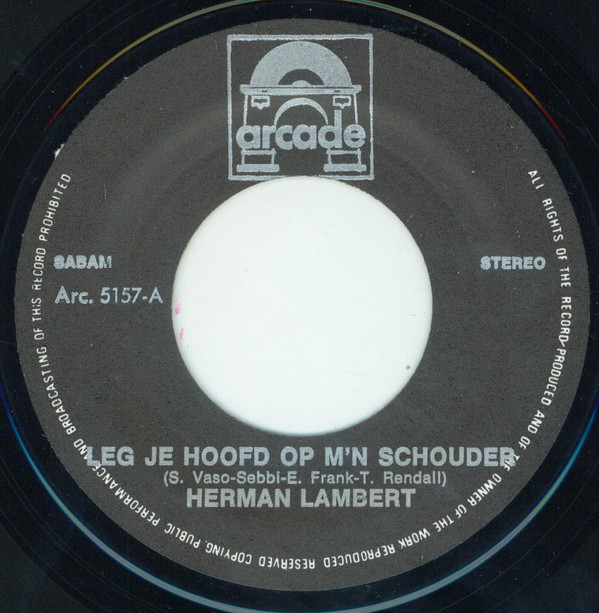 arcade
SABAM
STEREO
Arc. 5157-A
LEG JE HOOFD OP M'N SCHOUDER
(S. Vaso-Sebbi-E. Frank-T. Rendall)
HERMAN LAMBERT
ALL RIGHTS OF THE RECORD-PRODUCED AND OF THE OWNER OF THE WORK REPRODUCED RESERVED COPYING PUBLIC PERFORMANCE AND BROADCASTING OF THIS RECORD PROHIBITED